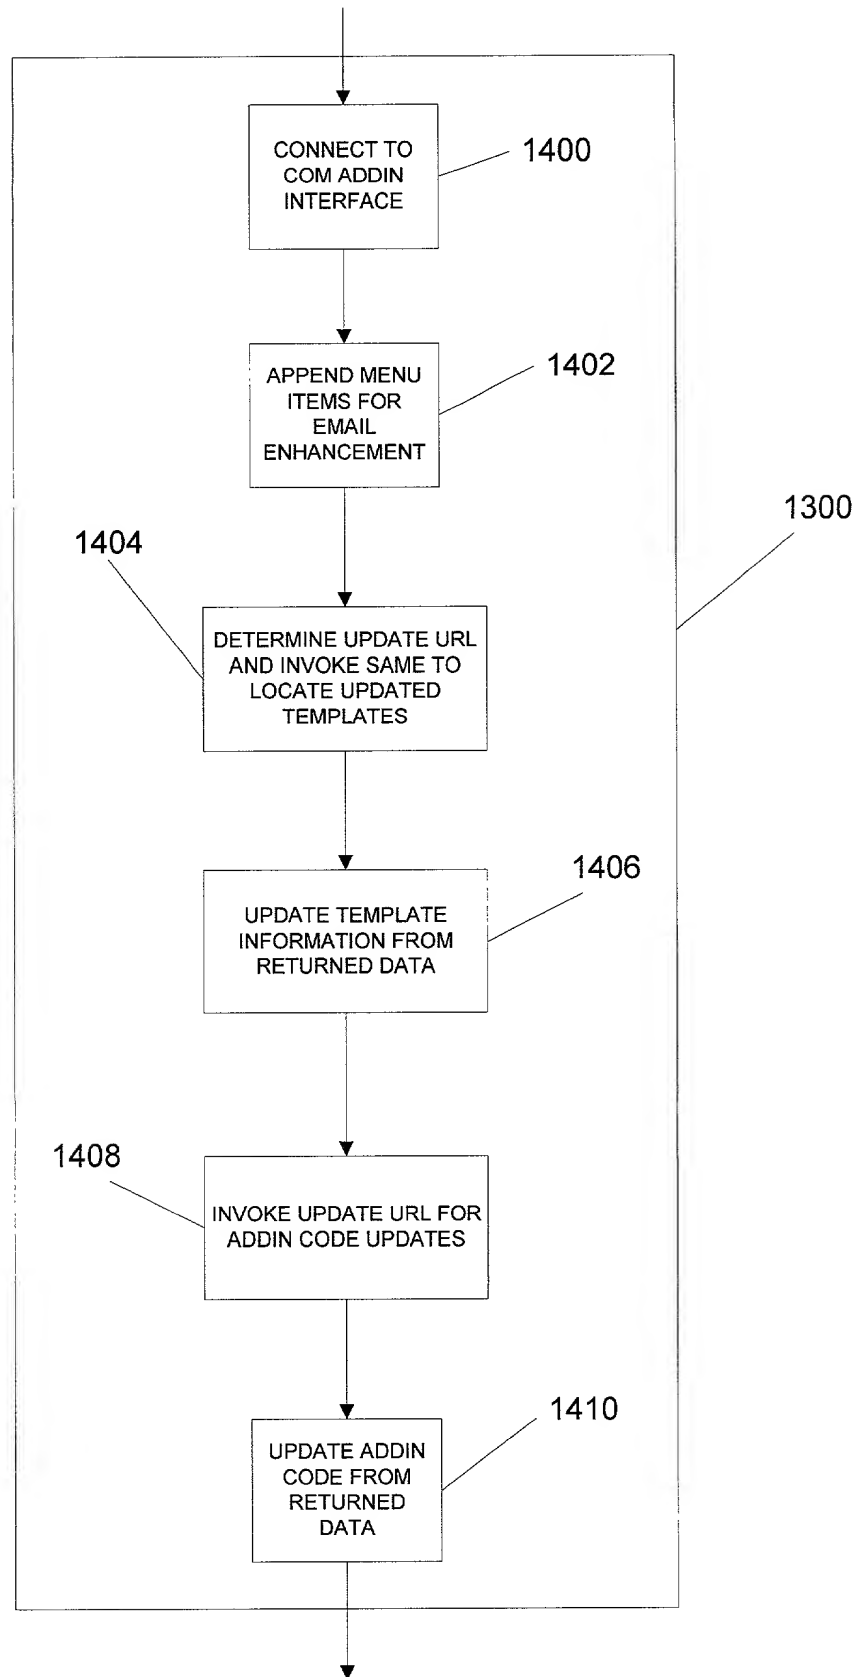 CONNECT TO
COM ADDIN
INTERFACE
1400
APPEND MENU
ITEMS FOR
EMAIL
ENHANCEMENT
1402
1300
1404
DETERMINE UPDATE URL
AND INVOKE SAME TO
LOCATE UPDATED
TEMPLATES
1406
UPDATE TEMPLATE
INFORMATION FROM
RETURNED DATA
1408
INVOKE UPDATE URL FOR
ADDIN CODE UPDATES
1410
UPDATE ADDIN
CODE FROM
RETURNED
DATA